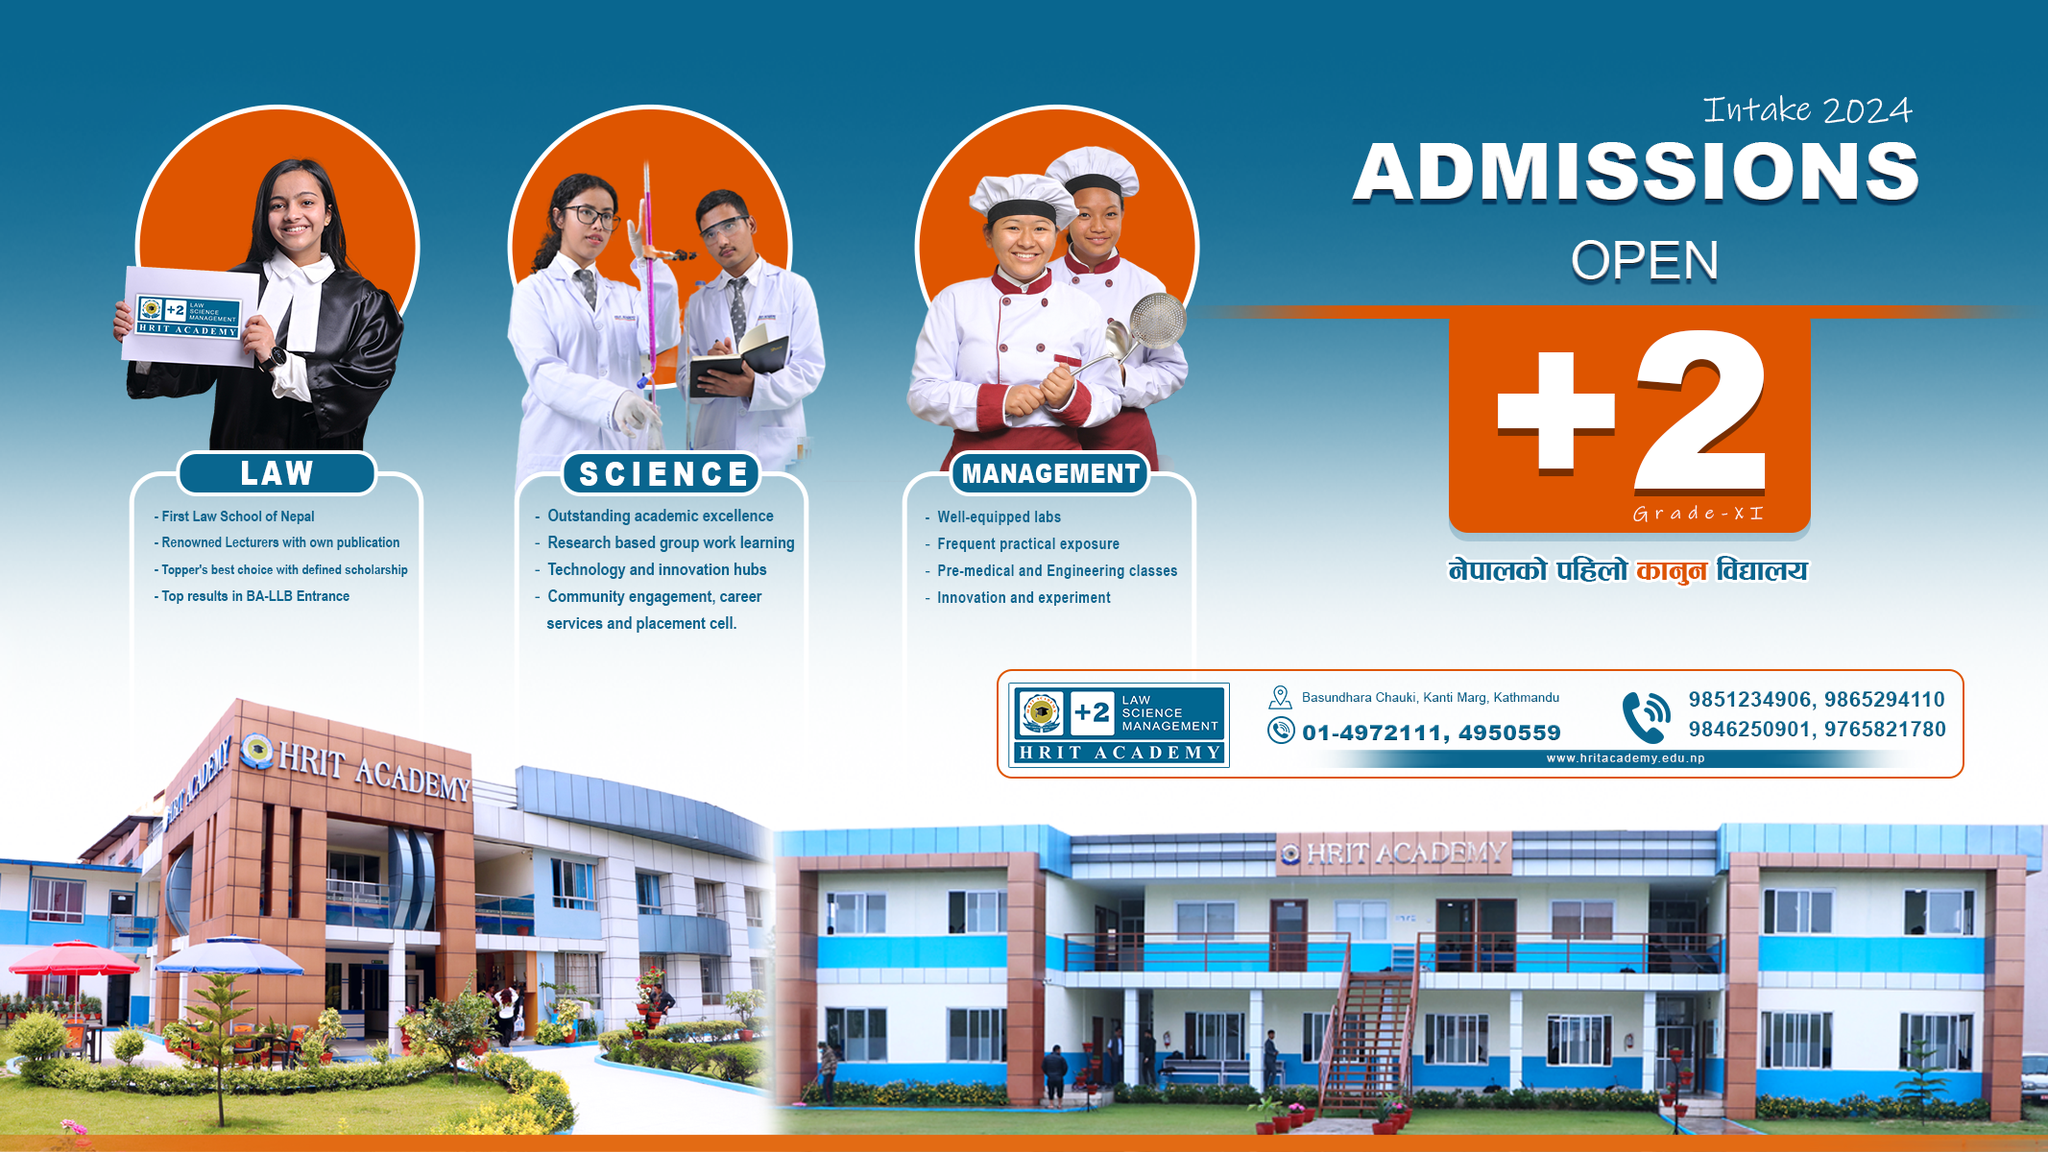 Intake 2024
ADMISSIONS
OPEN
+2
Grade-XI
नेपालको पहिलो कानुन विद्यालय
+2
LAW
SCIENCE
MANAGEMENT
HRIT ACADEMY
LAW
- First Law School of Nepal
- Renowned Lecturers with own publication
- Topper's best choice with defined scholarship
- Top results in BA-LLB Entrance
SCIENCE
- Outstanding academic excellence
- Research based group work learning
- Technology and innovation hubs
- Community engagement, career
services and placement cell.
MANAGEMENT
- Well-equipped labs
- Frequent practical exposure
- Pre-medical and Engineering classes
- Innovation and experiment
+2
LAW
SCIENCE
MANAGEMENT
HRIT ACADEMY
Basundhara Chauki, Kanti Marg, Kathmandu
01-4972111, 4950559
9851234906, 9865294110
9846250901, 9765821780
www.hritacademy.edu.np
HRIT ACADEMY
HRIT ACADEMY
HRIT ACADEMY